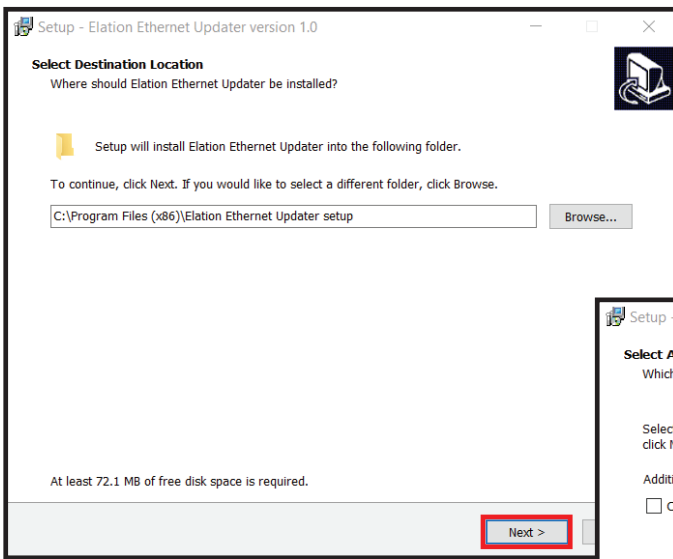 Setup - Elation Ethernet Updater version 1.0
Select Destination Location
Where should Elation Ethernet Updater be installed?
Setup will install Elation Ethernet Updater into the following folder.
To continue, click Next. If you would like to select a different folder, click Browse.
C:\Program Files (x86)\Elation Ethernet Updater setup
Browse...
At least 72.1 MB of free disk space is required.
Next >
Setup -
Select
click